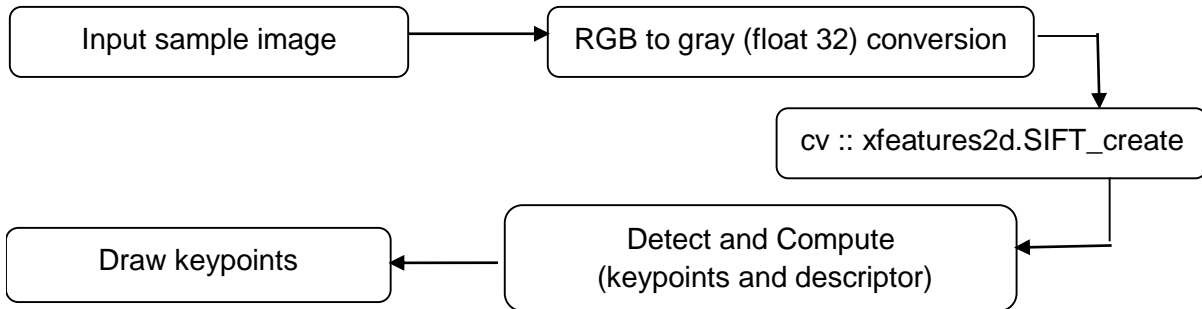 Input sample image
RGB to gray (float 32) conversion
cv :: xfeatures2d.SIFT_create
Detect and Compute
(keypoints and descriptor)
Draw keypoints